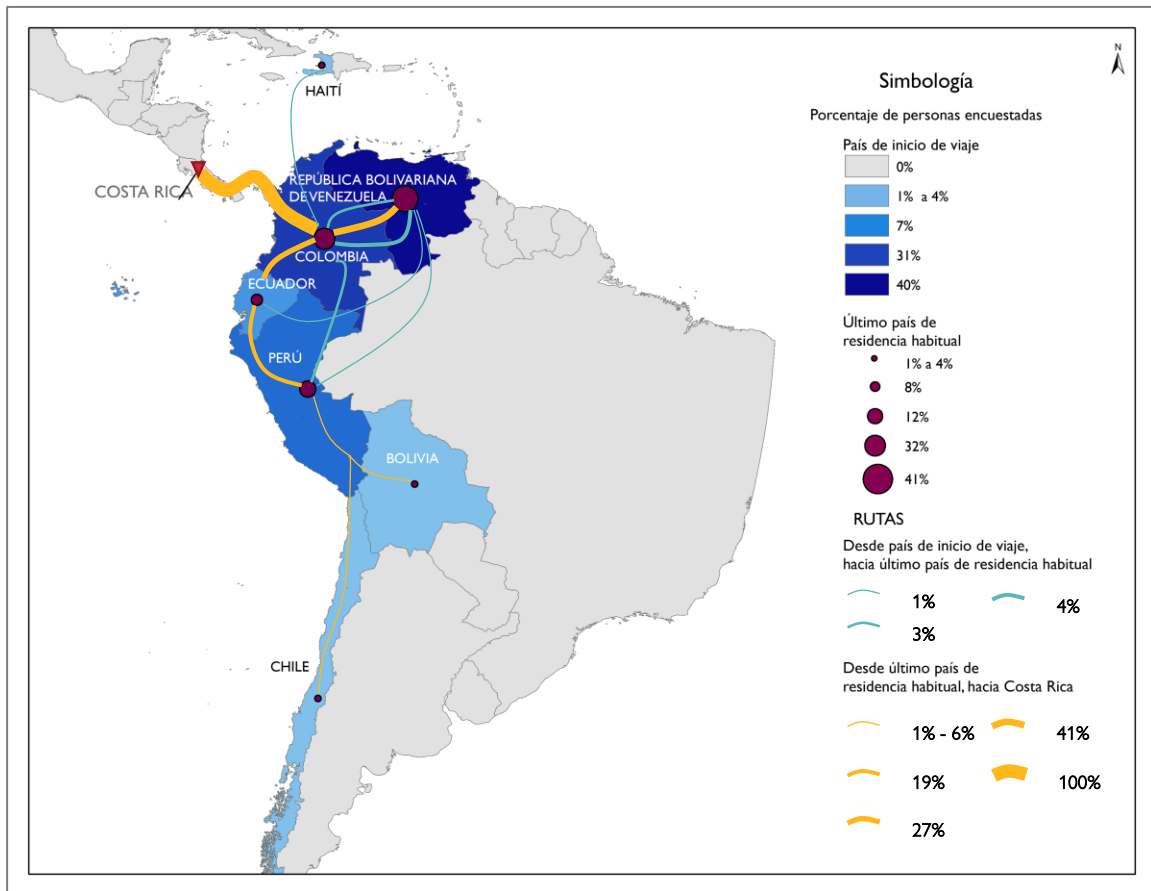 HAITÍ
COSTA RICA
REPÚBLICA BOLIVARIANA
DE VENEZUELA
COLOMBIA
ECUADOR
PERÚ
BOLIVIA
CHILE
N
Simbología
Porcentaje de personas encuestadas
País de inicio de viaje
0%
1% a 4%
7%
31%
40%
Último país de
residencia habitual
1% a 4%
8%
12%
32%
41%
RUTAS
Desde país de inicio de viaje,
hacia último país de residencia habitual
1% 4%
3%
Desde último país de
residencia habitual, hacia Costa Rica
1% - 6% 41%
19% 100%
27%